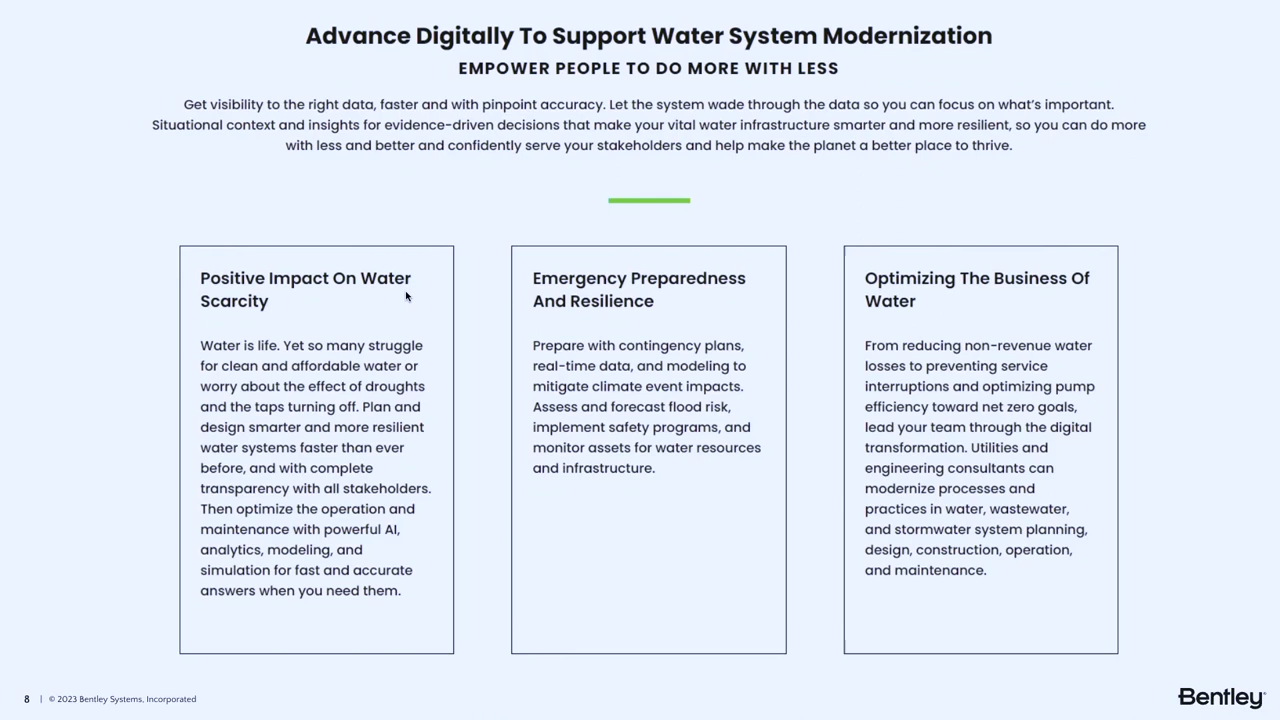 Advance Digitally To Support Water System Modernization
EMPOWER PEOPLE TO DO MORE WITH LESS
Get visibility to the right data, faster and with pinpoint accuracy. Let the system wade through the data so you can focus on what's important.
Situational context and insights for evidence-driven decisions that make your vital water infrastructure smarter and more resilient, so you can do more
with less and better and confidently serve your stakeholders and help make the planet a better place to thrive.
Positive Impact On Water
Scarcity
Water is life. Yet so many struggle
for clean and affordable water or
worry about the effect of droughts
and the taps turning off. Plan and
design smarter and more resilient
water systems faster than ever
before, and with complete
transparency with all stakeholders.
Then optimize the operation and
maintenance with powerful AI,
analytics, modeling, and
simulation for fast and accurate
answers when you need them.
Emergency Preparedness
And Resilience
Prepare with contingency plans,
real-time data, and modeling to
mitigate climate event impacts.
Assess and forecast flood risk,
implement safety programs, and
monitor assets for water resources
and infrastructure.
Optimizing The Business Of
Water
From reducing non-revenue water
losses to preventing service
interruptions and optimizing pump
efficiency toward net zero goals,
lead your team through the digital
transformation. Utilities and
engineering consultants can
modernize processes and
practices in water, wastewater,
and stormwater system planning,
design, construction, operation,
and maintenance.
8 | © 2023 Bentley Systems, Incorporated
Bentley®